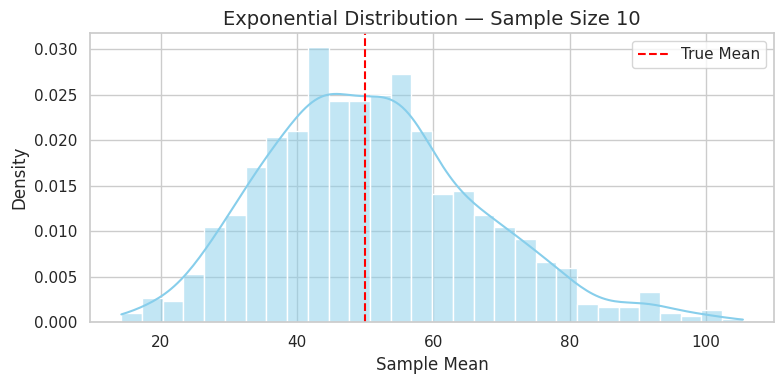 Exponential Distribution — Sample Size 10
True Mean
Density
0.030
0.025
0.020
0.015
0.010
0.005
0.000
20 40 60 80 100
Sample Mean